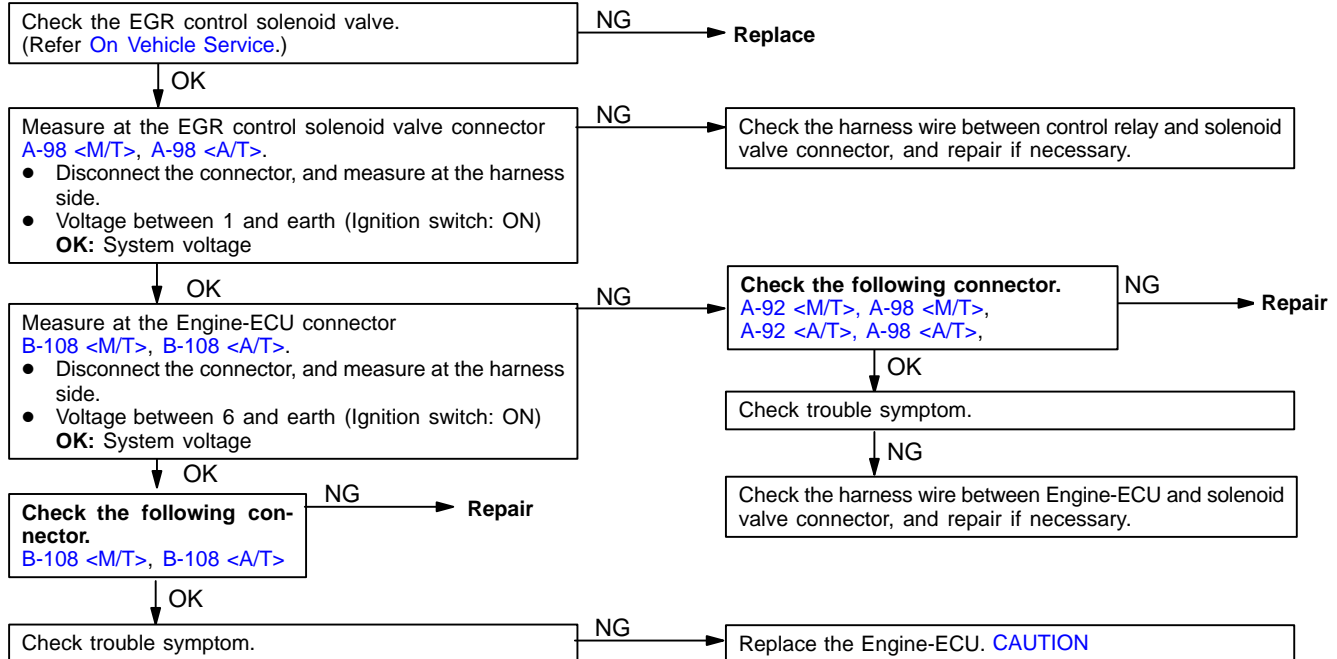 Check the EGR control solenoid valve.
(Refer On Vehicle Service.)
NG
Replace
OK
Measure at the EGR control solenoid valve connector
A-98 <M/T>, A-98 <A/T>.
● Disconnect the connector, and measure at the harness
side.
● Voltage between 1 and earth (Ignition switch: ON)
OK: System voltage
NG
Check the harness wire between control relay and solenoid
valve connector, and repair if necessary.
OK
Measure at the Engine-ECU connector
B-108 <M/T>, B-108 <A/T>.
● Disconnect the connector, and measure at the harness
side.
● Voltage between 6 and earth (Ignition switch: ON)
OK: System voltage
NG
Check the following connector.
A-92 <M/T>, A-98 <M/T>,
A-92 <A/T>, A-98 <A/T>,
NG
Repair
OK
Check trouble symptom.
NG
Check the harness wire between Engine-ECU and solenoid
valve connector, and repair if necessary.
OK
Check the following con-
nector.
B-108 <M/T>, B-108 <A/T>
NG
Repair
OK
Check trouble symptom.
NG
Replace the Engine-ECU. CAUTION